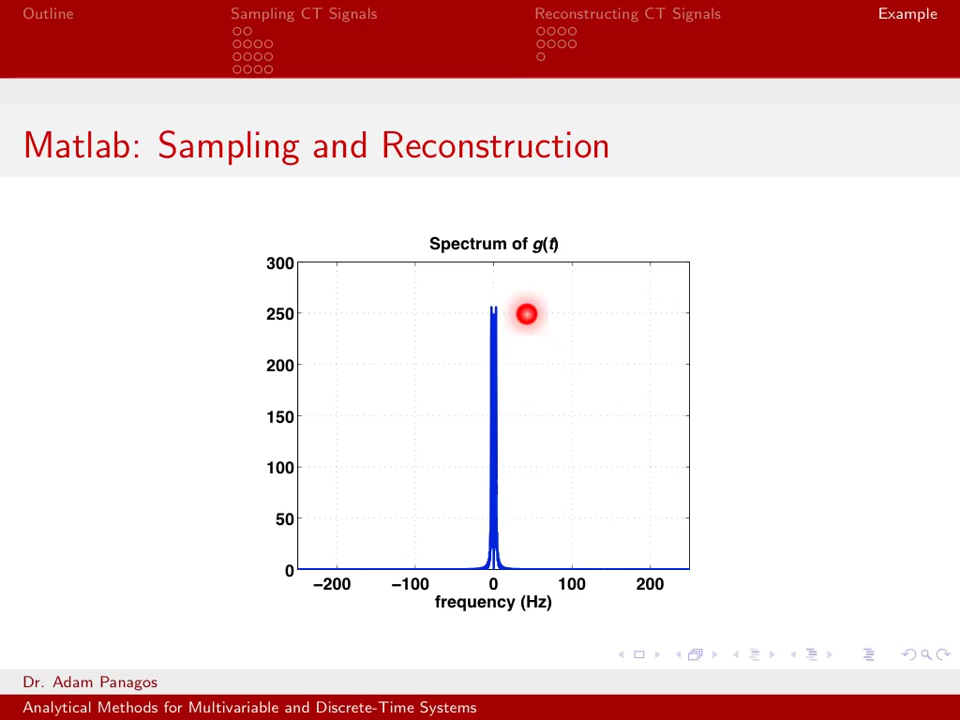 Outline Sampling CT Signals Reconstructing CT Signals Example
Matlab: Sampling and Reconstruction
Spectrum of g(t)
300
250
200
150
100
50
0
−200 −100 0 100 200
frequency (Hz)
Dr. Adam Panagos
Analytical Methods for Multivariable and Discrete-Time Systems